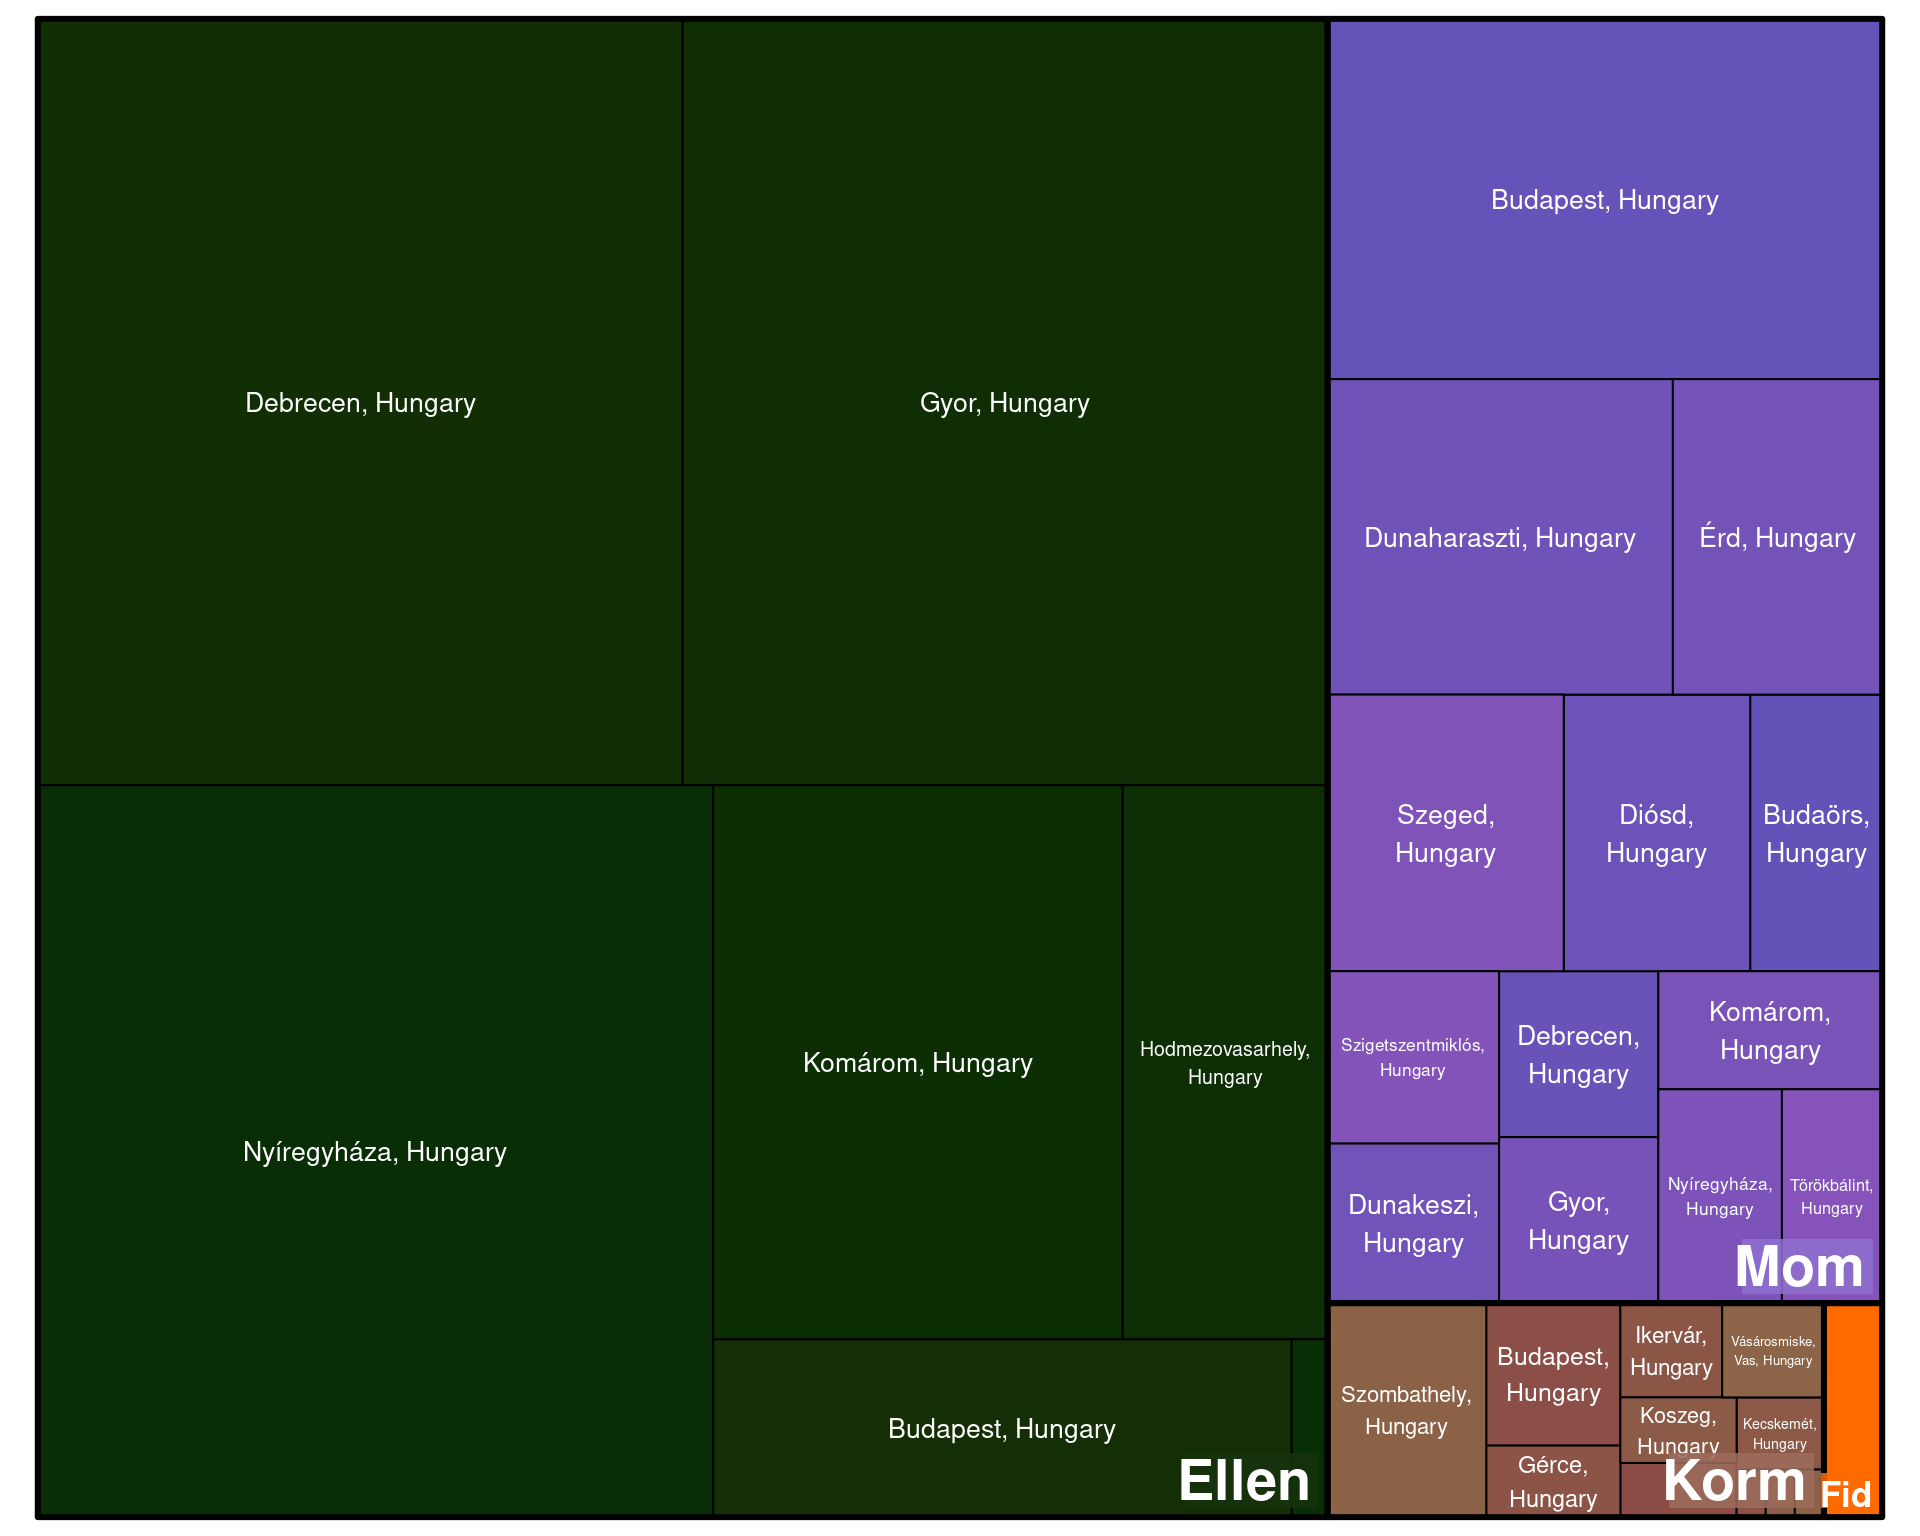 Debrecen, Hungary
Gyor, Hungary
Nyíregyháza, Hungary
Komárom, Hungary
Hodmezovasarhely,
Hungary
Budapest, Hungary
Ellen
Budapest, Hungary
Dunaharaszti, Hungary
Érd, Hungary
Szeged,
Hungary
Diósd,
Hungary
Budaörs,
Hungary
Szigetszentmiklós,
Hungary
Debrecen,
Hungary
Komárom,
Hungary
Dunakeszi,
Hungary
Gyor,
Hungary
Nyíregyháza,
Hungary
Törökbálint,
Hungary
Mom
Szombathely,
Hungary
Budapest,
Hungary
Gérce,
Hungary
Ikervár,
Hungary
Vásárosmiske,
Vas, Hungary
Koszeg,
Hungary
Kecskemét,
Hungary
Korm
Fid